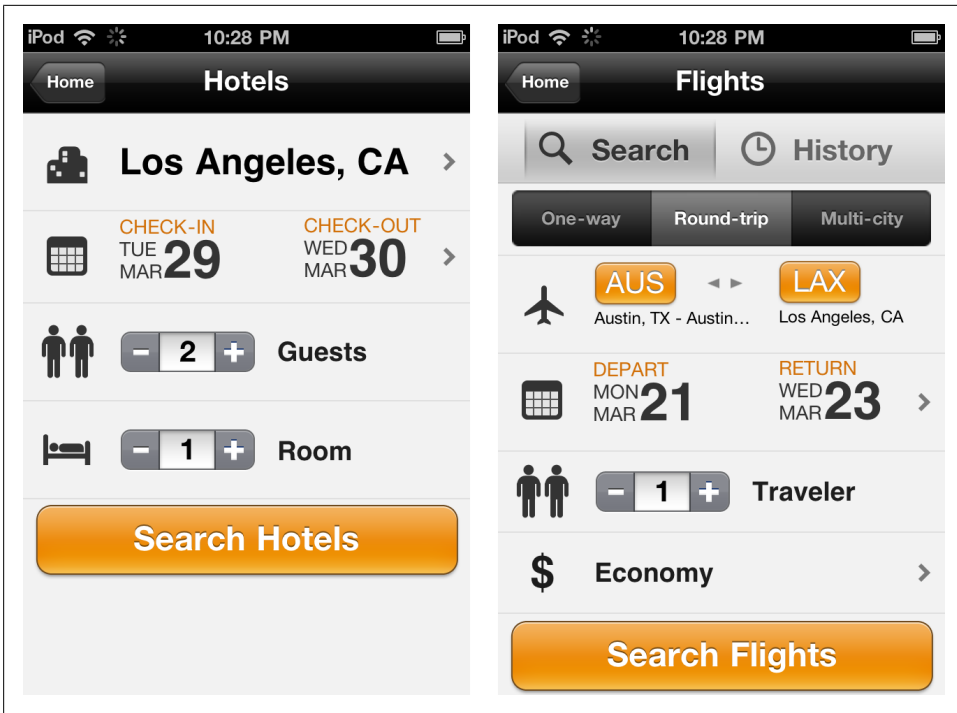 iPod 10:28 PM
Home Hotels
Los Angeles, CA
CHECK-IN CHECK-OUT
TUE MAR 29 WED MAR 30
- 2 + Guests
- 1 + Room
Search Hotels
iPod 10:28 PM
Home Flights
Search History
One-way Round-trip Multi-city
AUS LAX
Austin, TX - Austin... Los Angeles, CA
DEPART RETURN
MON MAR 21 WED MAR 23
- 1 + Traveler
$ Economy
Search Flights